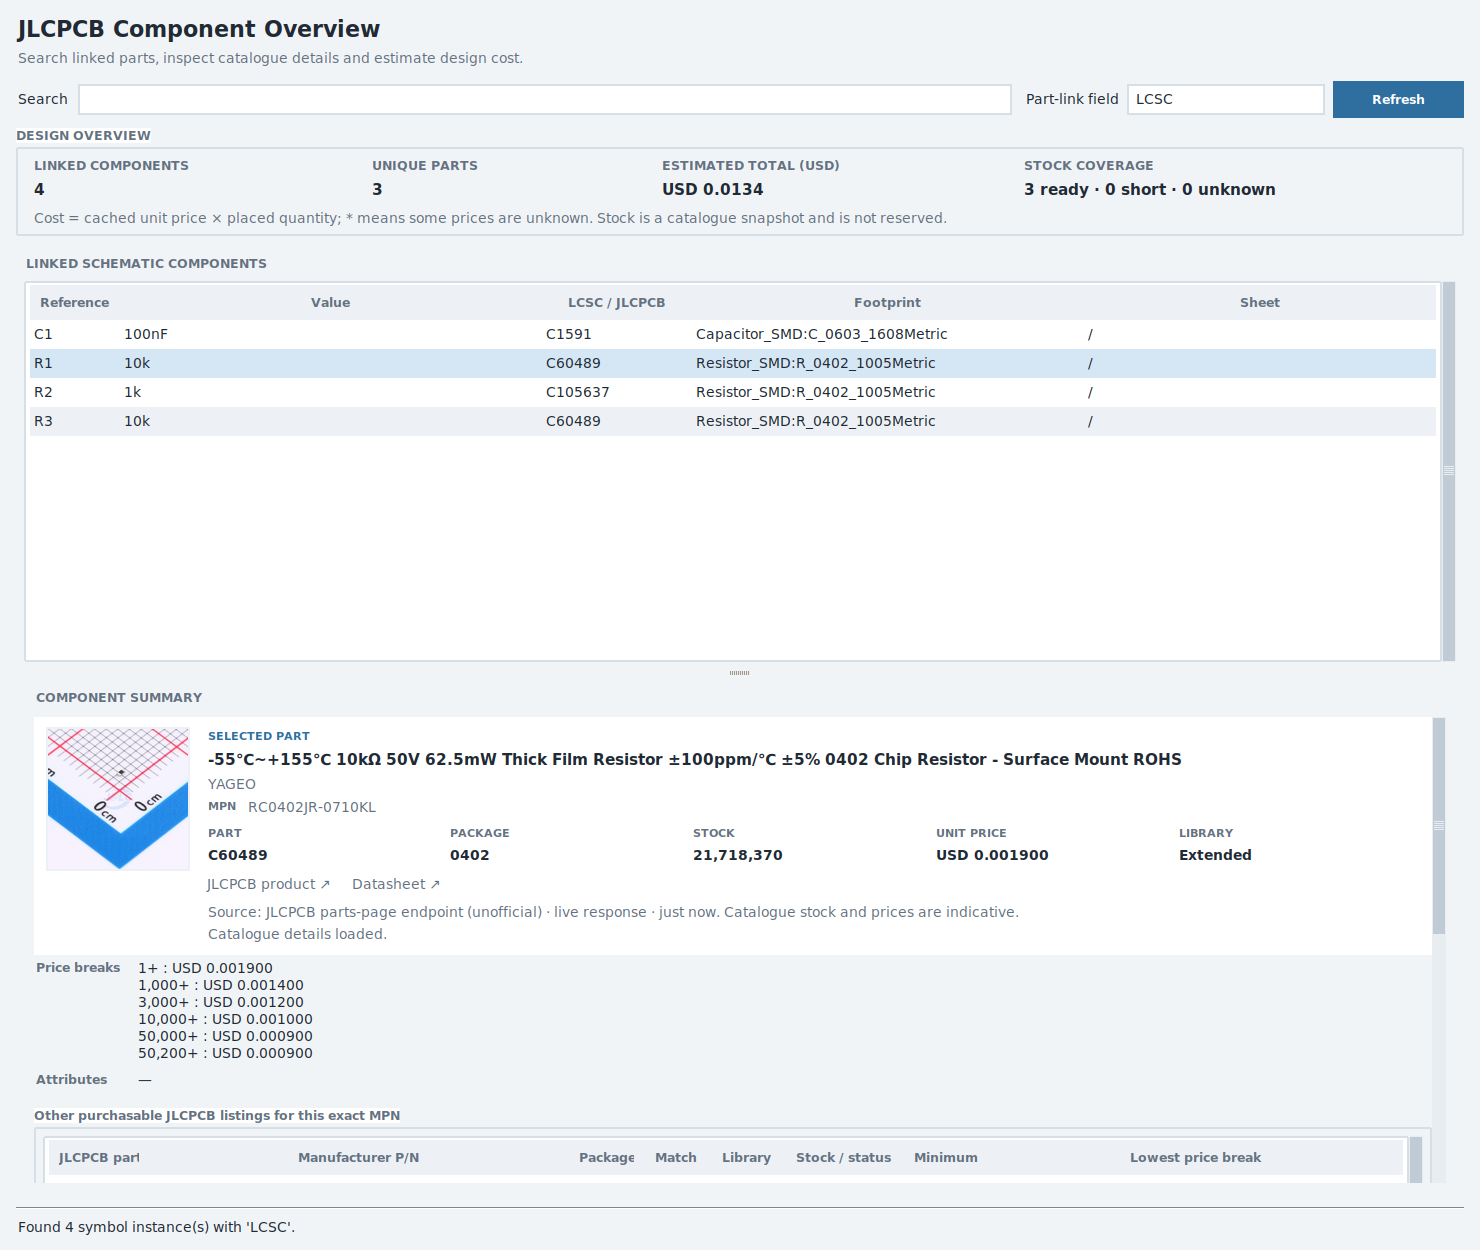 JLCPCB Component Overview
Search linked parts, inspect catalogue details and estimate design cost.
Search Part-link field LCSC Refresh
DESIGN OVERVIEW
LINKED COMPONENTS UNIQUE PARTS ESTIMATED TOTAL (USD) STOCK COVERAGE
4 3 USD 0.0134 3 ready · 0 short · 0 unknown
Cost = cached unit price × placed quantity; * means some prices are unknown. Stock is a catalogue snapshot and is not reserved.
LINKED SCHEMATIC COMPONENTS
Reference Value LCSC / JLCPCB Footprint Sheet
C1 100nF C1591 Capacitor_SMD:C_0603_1608Metric /
R1 10k C60489 Resistor_SMD:R_0402_1005Metric /
R2 1k C105637 Resistor_SMD:R_0402_1005Metric /
R3 10k C60489 Resistor_SMD:R_0402_1005Metric /
COMPONENT SUMMARY
SELECTED PART
-55℃~+155℃ 10kΩ 50V 62.5mW Thick Film Resistor ±100ppm/℃ ±5% 0402 Chip Resistor - Surface Mount ROHS
YAGEO
MPN RC0402JR-0710KL
0cm 0cm
PART PACKAGE STOCK UNIT PRICE LIBRARY
C60489 0402 21,718,370 USD 0.001900 Extended
JLCPCB product ↗ Datasheet ↗
Source: JLCPCB parts-page endpoint (unofficial) · live response · just now. Catalogue stock and prices are indicative.
Catalogue details loaded.
Price breaks 1+ : USD 0.001900
1,000+ : USD 0.001400
3,000+ : USD 0.001200
10,000+ : USD 0.001000
50,000+ : USD 0.000900
50,200+ : USD 0.000900
Attributes —
Other purchasable JLCPCB listings for this exact MPN
JLCPCB part Manufacturer P/N Package Match Library Stock / status Minimum Lowest price break
Found 4 symbol instance(s) with 'LCSC'.